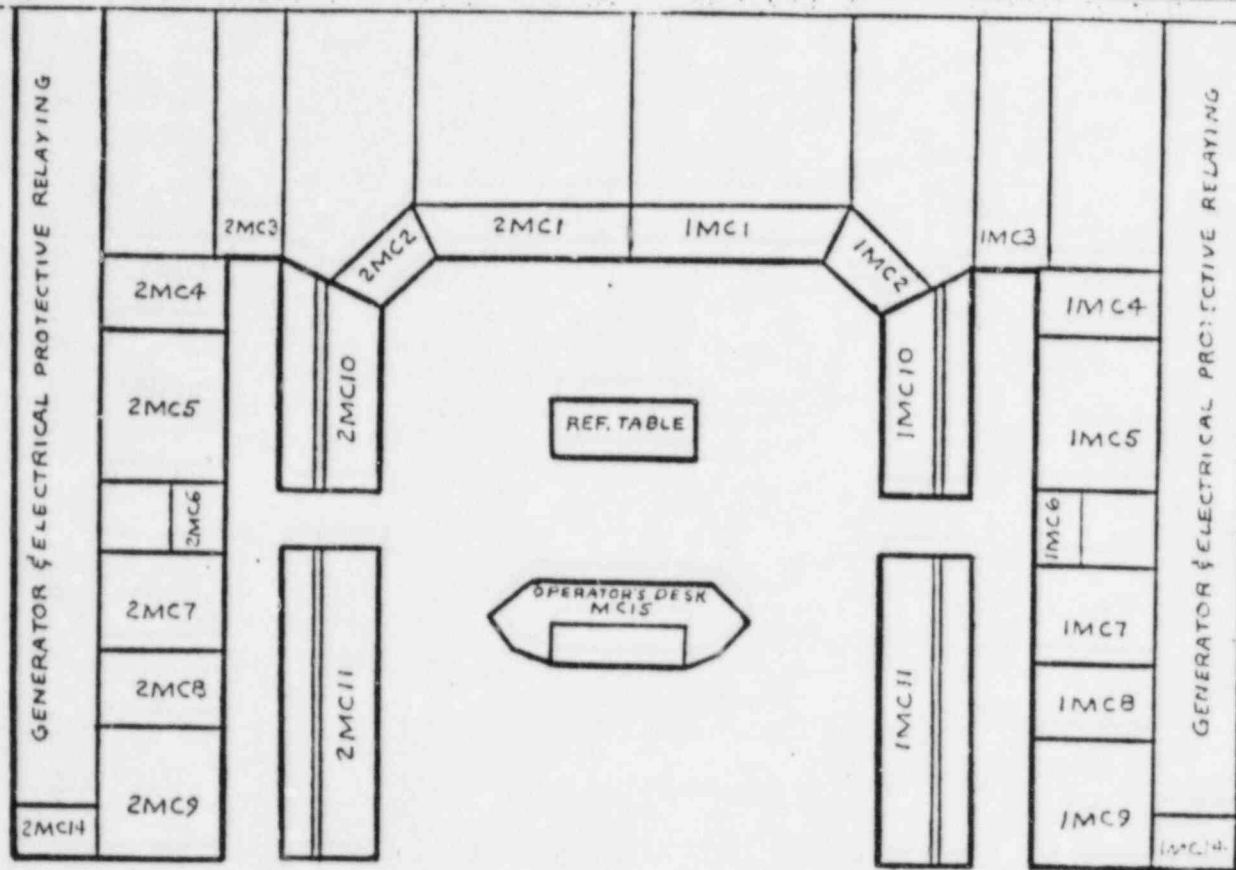 GENERATOR & ELECTRICAL PROTECTIVE RELAYING
2MC3
2MC2
2MC1
1MC1
1MC2
1MC3
GENERATOR & ELECTRICAL PROTECTIVE RELAYING
2MC4
1MC4
2MC5
2MC10
REF. TABLE
1MC10
1MC5
2MC6
1MC6
2MC7
OPERATOR'S DESK
MC15
1MC7
2MC8
2MC11
1MC11
1MC8
2MC9
1MC9
2MC14
1MC14